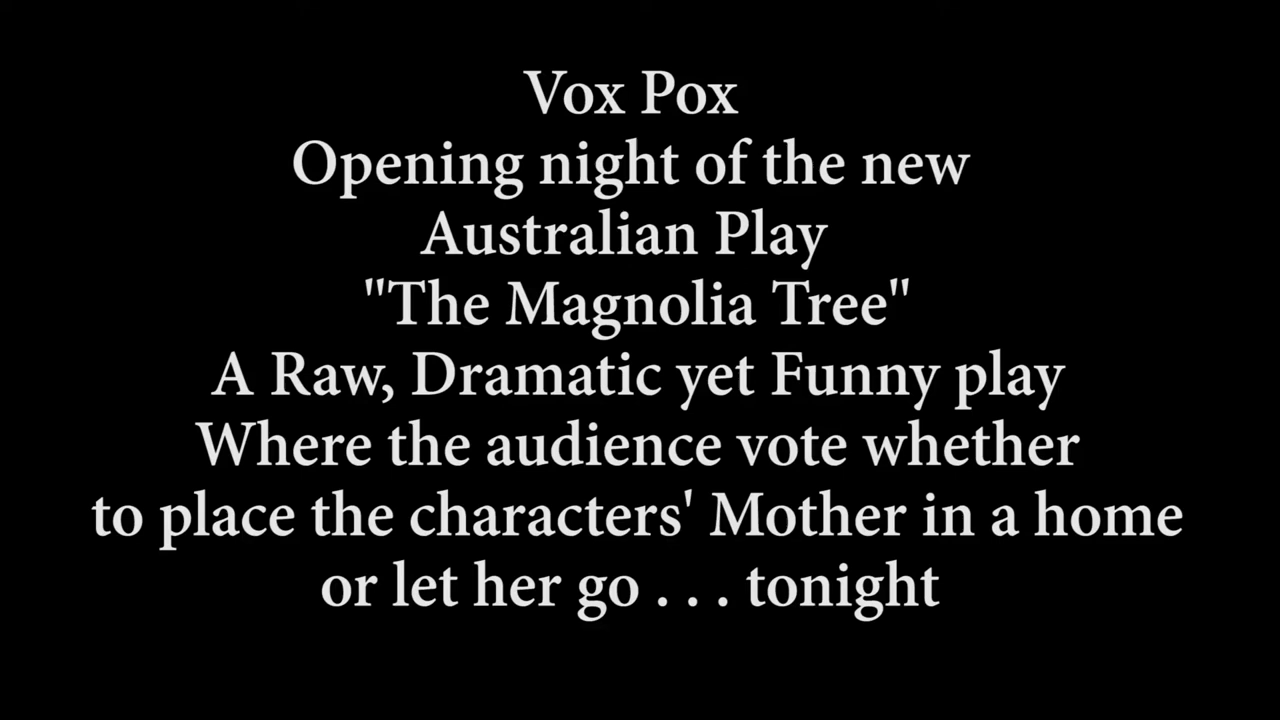 Vox Pox
Opening night of the new
Australian Play
"The Magnolia Tree"
A Raw, Dramatic yet Funny play
Where the audience vote whether
to place the characters' Mother in a home
or let her go . . . tonight